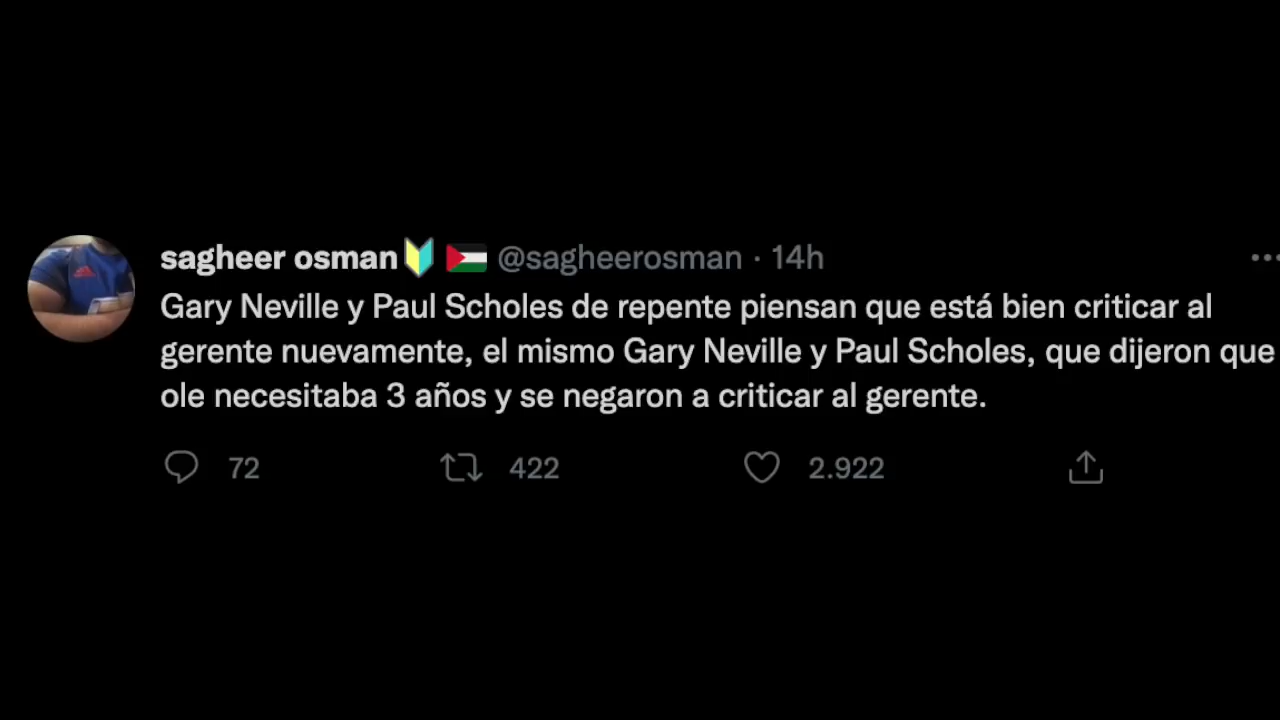 sagheer osman🔰 🇵🇸 @sagheerosman · 14h
Gary Neville y Paul Scholes de repente piensan que está bien criticar al
gerente nuevamente, el mismo Gary Neville y Paul Scholes, que dijeron que
ole necesitaba 3 años y se negaron a criticar al gerente.
72 422 2.922